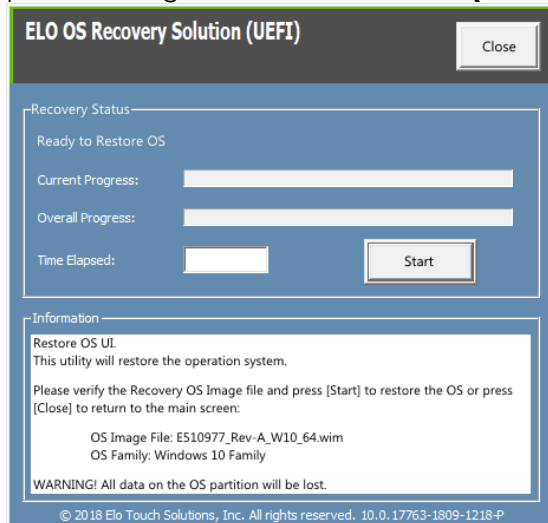 ELO OS Recovery Solution (UEFI)
Close
Recovery Status
Ready to Restore OS
Current Progress:
Overall Progress:
Time Elapsed:
Start
Information
Restore OS UI.
This utility will restore the operation system.
Please verify the Recovery OS Image file and press [Start] to restore the OS or press
[Close] to return to the main screen:
OS Image File: E510977_Rev-A_W10_64.wim
OS Family: Windows 10 Family
WARNING! All data on the OS partition will be lost.
© 2018 Elo Touch Solutions, Inc. All rights reserved. 10.0.17763-1809-1218-P